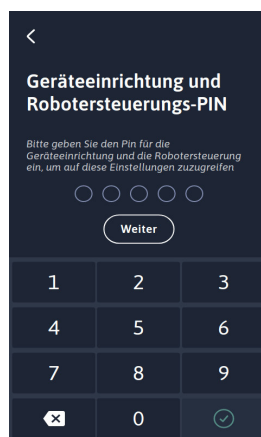 Geräteeinrichtung und
Robotersteuerungs-PIN
Bitte geben Sie den Pin für die
Geräteeinrichtung und die Robotersteuerung
ein, um auf diese Einstellungen zuzugreifen
Weiter
1 2 3
4 5 6
7 8 9
0